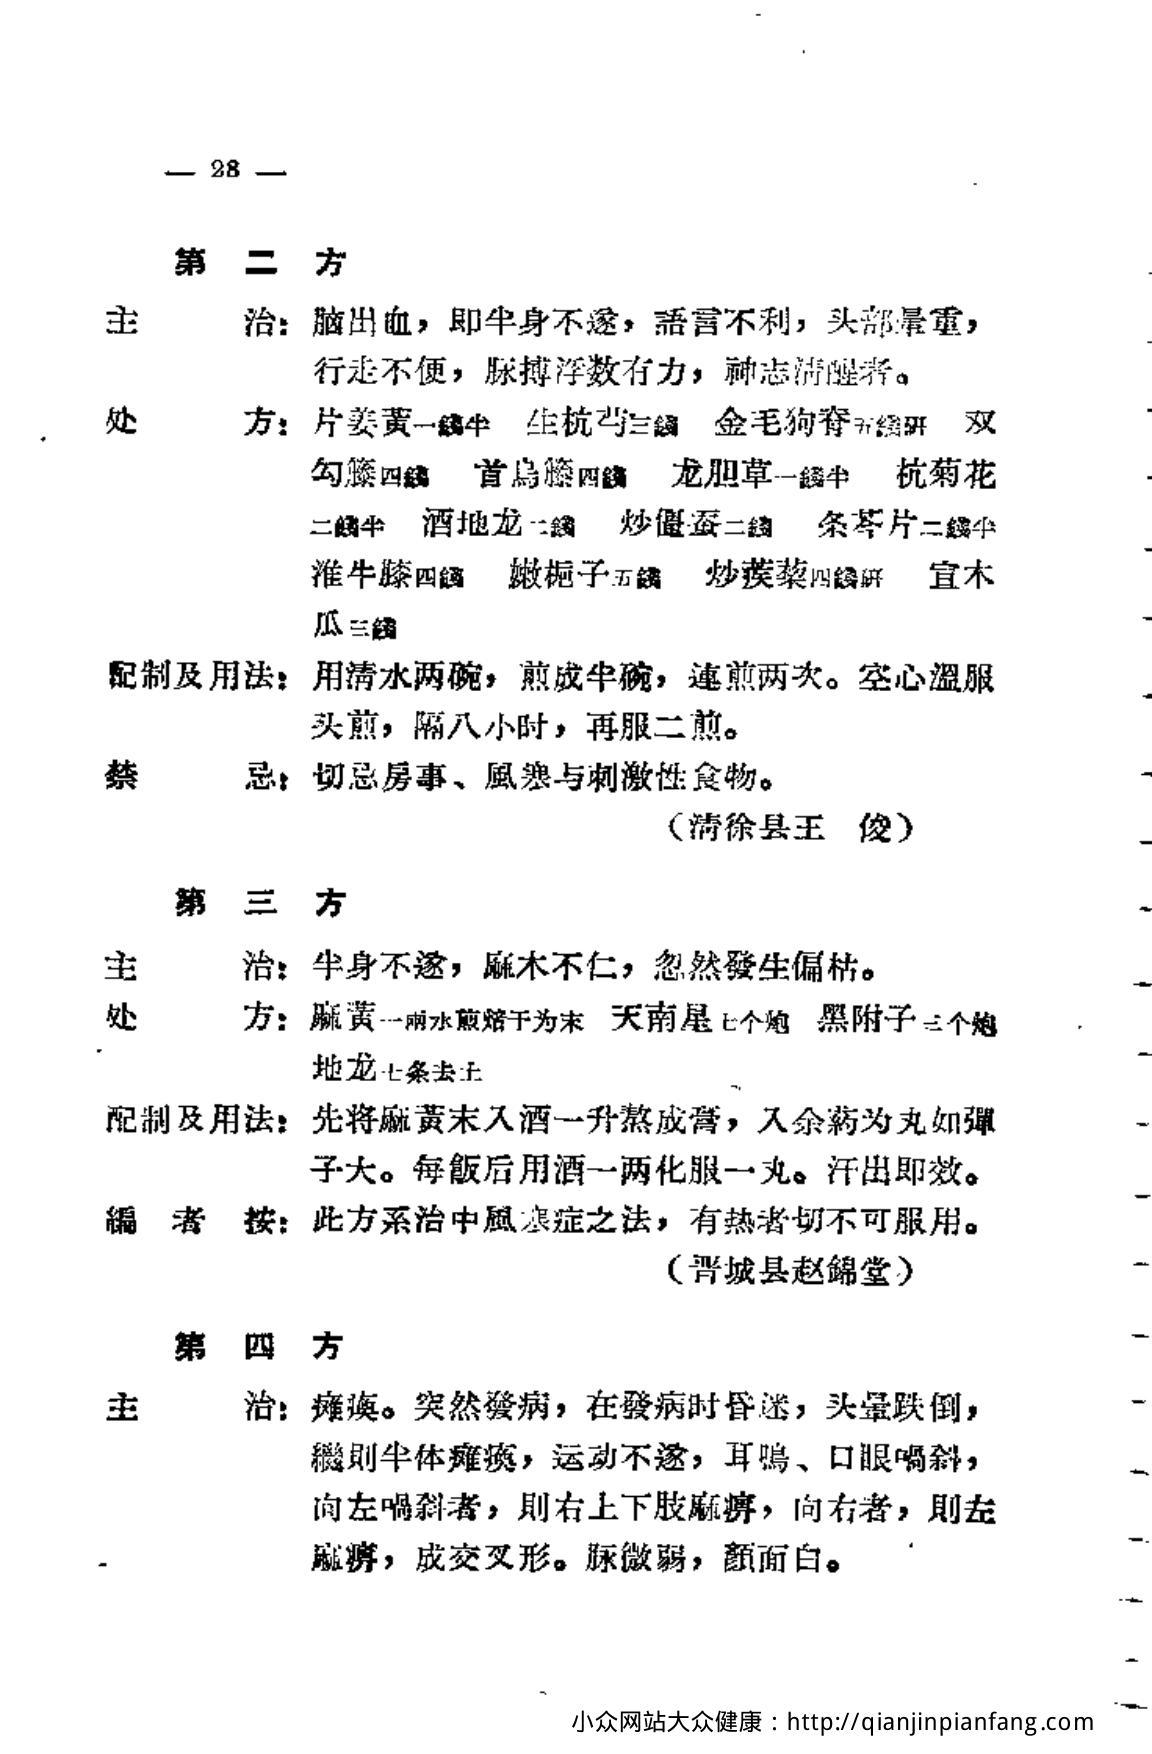 — 28 —
第二方
主治：脑出血，即半身不遂，語言不利，头部暈重，
行走不便，脉搏浮数有力，神志清醒者。
处方：片姜黄一錢半 生杭芍三錢 金毛狗脊五錢研 双
勾籐四錢 首烏籐四錢 龙胆草一錢半 杭菊花
二錢半 酒地龙二錢 炒僵蚕二錢 条芩片二錢半
淮牛膝四錢 嫩栀子五錢 炒蒺藜四錢研 宣木
瓜三錢
配制及用法：用清水两碗，煎成半碗，連煎两次。空心溫服
头煎，隔八小时，再服二煎。
禁忌：切忌房事、風寒与刺激性食物。
（清徐县王 俊）
第三方
主治：半身不遂，麻木不仁，忽然發生偏枯。
处方：麻黄一兩水煎焙干为末 天南星七个炮 黑附子三个炮
地龙七条去土
配制及用法：先将麻黄末入酒一升熬成膏，入余葯为丸如彈
子大。每飯后用酒一两化服一丸。汗出即效。
編者按：此方系治中風寒症之法，有热者切不可服用。
（晋城县赵錦堂）
第四方
主治：瘫痪。突然發病，在發病时昏迷，头暈跌倒，
繼則半体瘫痪，运动不遂，耳鳴、口眼喎斜，
向左喎斜者，則右上下肢麻痹，向右者，則左
麻痹，成交叉形。脉微弱，顏面白。
小众网站大众健康：http://qianjinpianfang.com